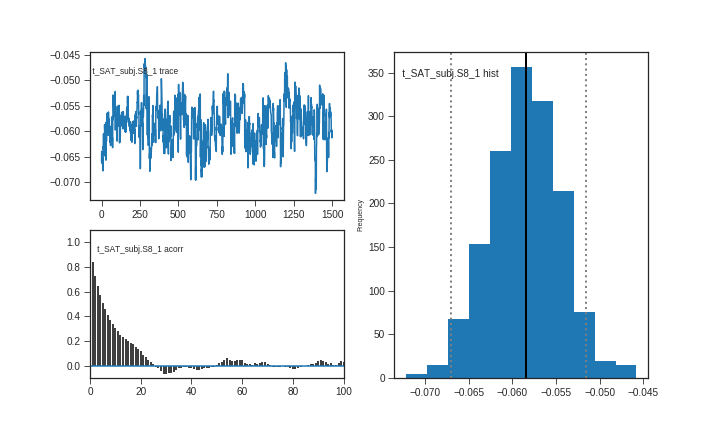 t_SAT_subj.S8_1 trace
−0.045
−0.050
−0.055
−0.060
−0.065
−0.070
0 250 500 750 1000 1250 1500
t_SAT_subj.S8_1 acorr
1.0
0.8
0.6
0.4
0.2
0.0
0 20 40 60 80 100
t_SAT_subj.S8_1 hist
Frequency
350
300
250
200
150
100
50
0
−0.070 −0.065 −0.060 −0.055 −0.050 −0.045